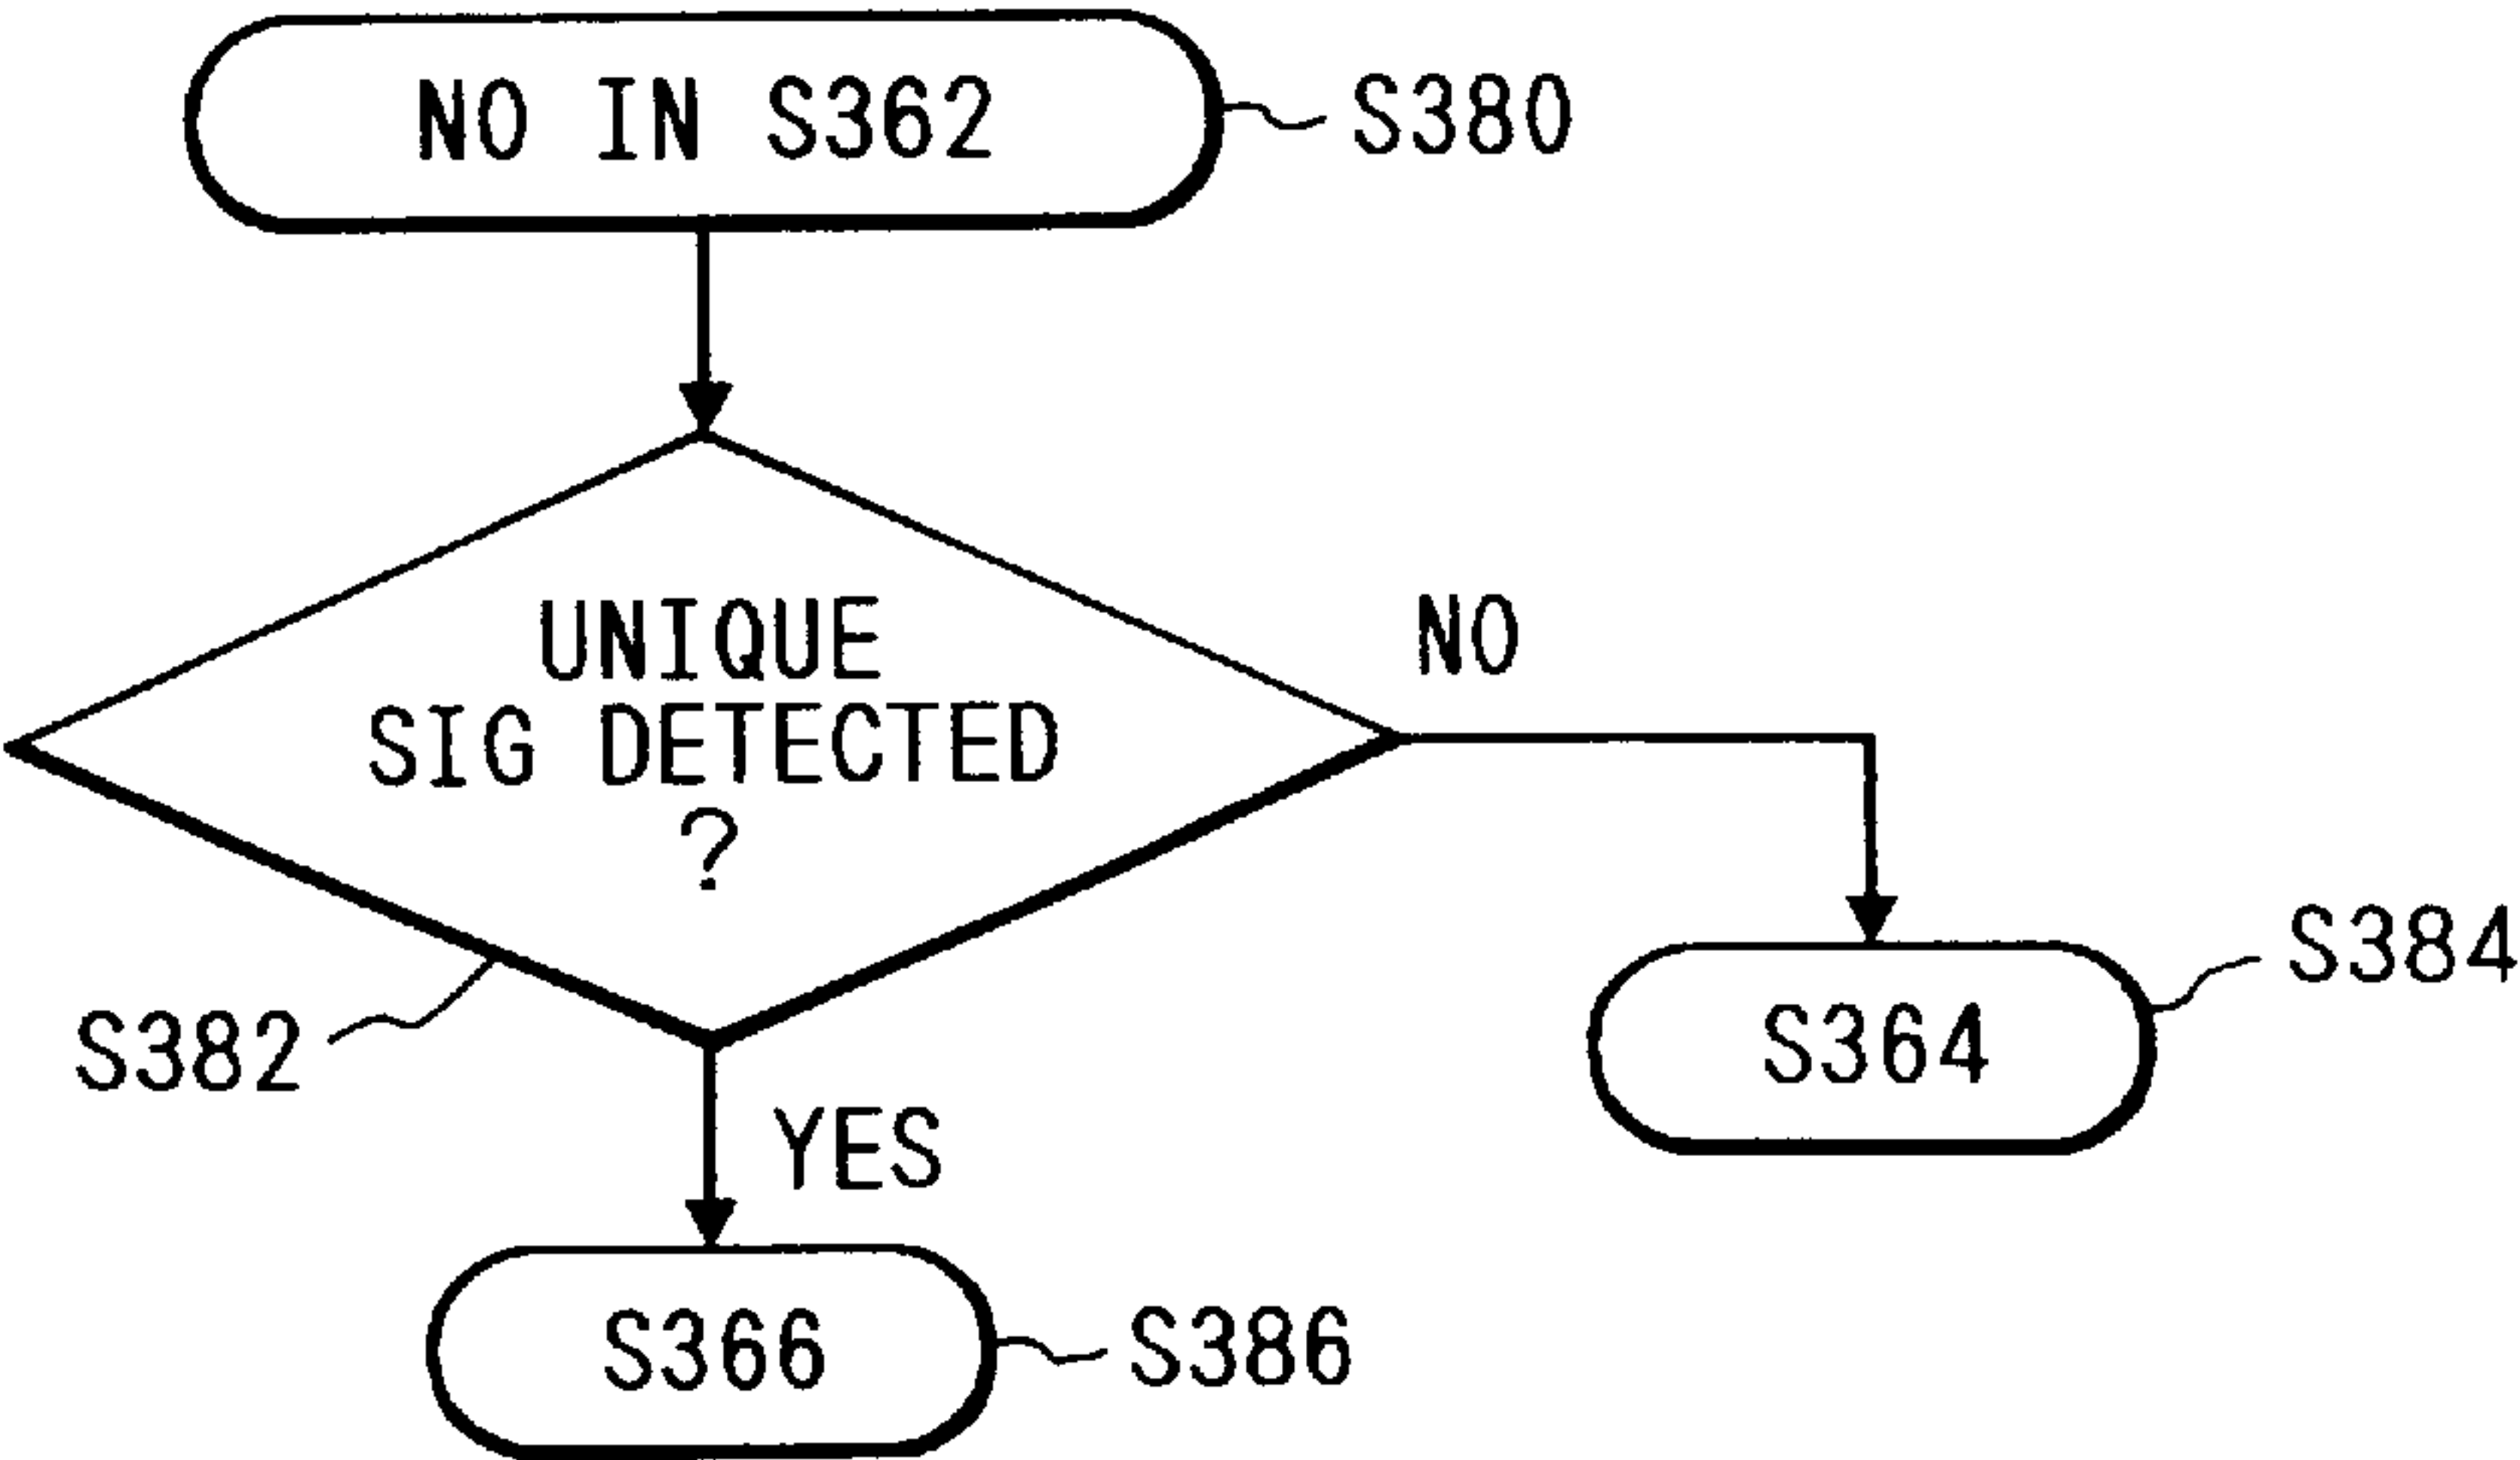 NO IN S362
S380
UNIQUE
SIG DETECTED
?
NO
S382
YES
S364
S384
S366
S386